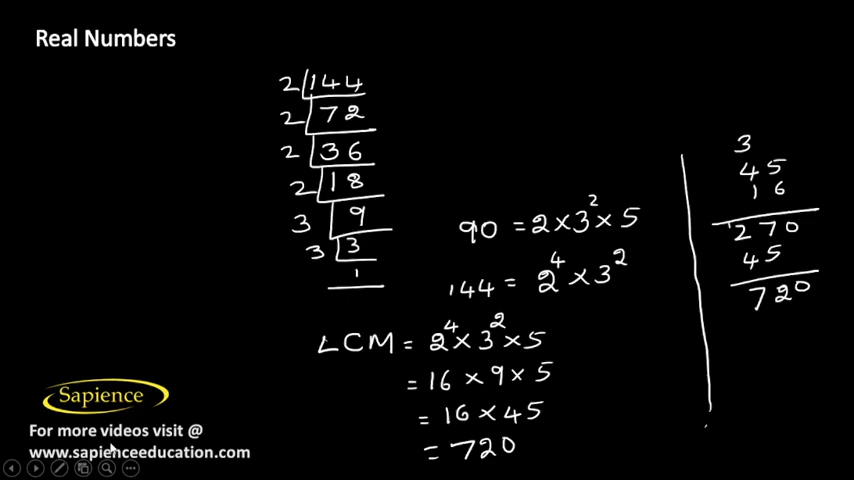 Real Numbers
2 144
2 72
2 36
2 18
3 9
3 3
1
90 = 2 × 3² × 5
144 = 2⁴ × 3²
LCM = 2⁴ × 3² × 5
= 16 × 9 × 5
= 16 × 45
= 720
3
45
16
1270
45
720
Sapience
For more videos visit @
www.sapienceeducation.com